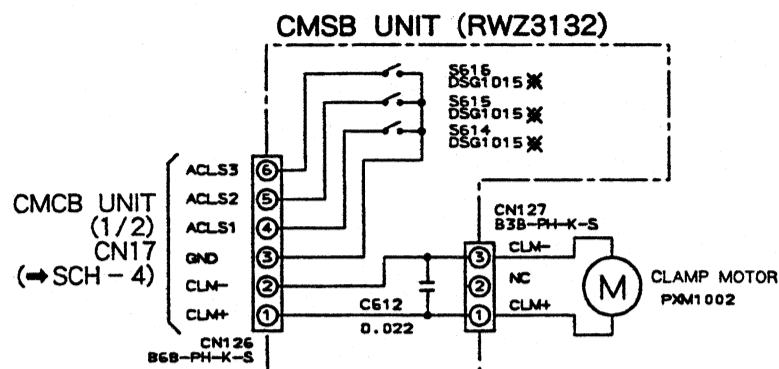 CMSB UNIT (RWZ3132)
S616
DSG1015※
S615
DSG1015※
S614
DSG1015※
ACLS3 6
ACLS2 5
ACLS1 4
GND 3
CLM- 2
CLM+ 1
CMCB UNIT
(1/2)
CN17
(➡SCH-4)
CN126
B6B-PH-K-S
C612
0.022
CN127
B3B-PH-K-S
3 CLM-
2 NC
1 CLM+
M
CLAMP MOTOR
PXM1002